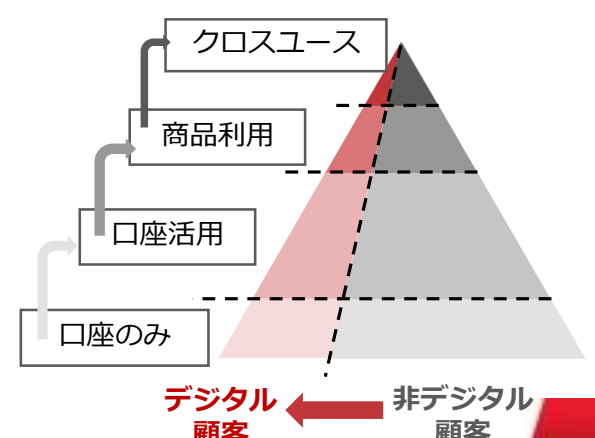 クロスユース
商品利用
口座活用
口座のみ
デジタル
顧客
非デジタル
顧客